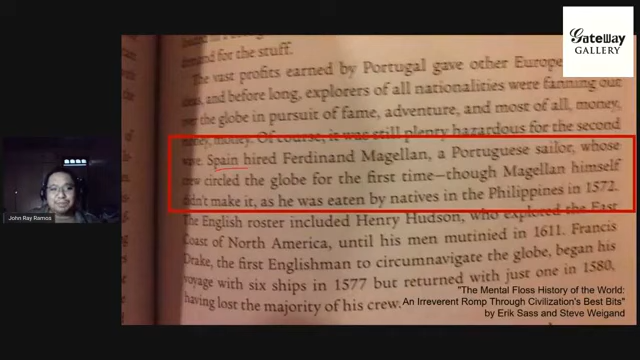 GateWay
GALLERY
demand for the stuff.
The vast profits earned by Portugal gave other
ideas, and before long, explorers of all nationalities were fanning out
over the globe in pursuit of fame, adventure, and most of all, money,
money, money. Of course, it was still plenty hazardous for the second
wave. Spain hired Ferdinand Magellan, a Portuguese sailor, whose
crew circled the globe for the first time—though Magellan himself
didn't make it, as he was eaten by natives in the Philippines in 1572.
The English roster included Henry Hudson, who explored the East
Coast of North America, until his men mutinied in 1611. Francis
Drake, the first Englishman to circumnavigate the globe, began his
voyage with six ships in 1577 but returned with just one in 1580,
having lost the majority of his crew.
John Ray Ramos
"The Mental Floss History of the World:
An Irreverent Romp Through Civilization's Best Bits"
by Erik Sass and Steve Weigand